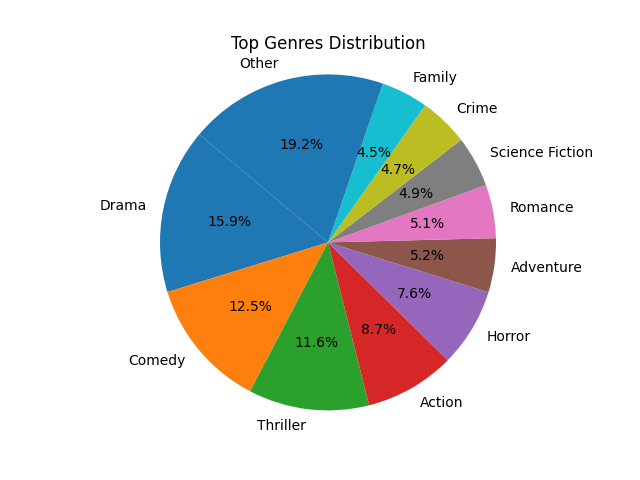 Top Genres Distribution
Other
19.2%
Drama
15.9%
Comedy
12.5%
Thriller
11.6%
Action
8.7%
Horror
7.6%
Adventure
5.2%
Romance
5.1%
Science Fiction
4.9%
Crime
4.7%
Family
4.5%